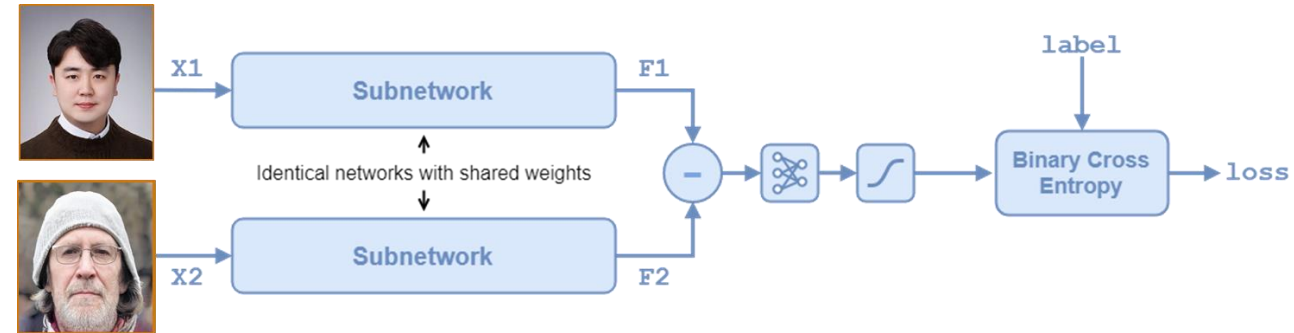 label
X1
Subnetwork
F1
Identical networks with shared weights
Binary Cross
Entropy
loss
X2
Subnetwork
F2